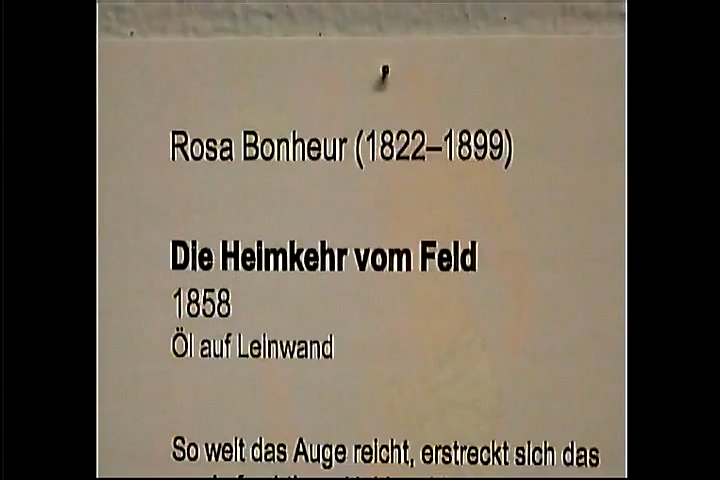 Rosa Bonheur (1822–1899)
Die Heimkehr vom Feld
1858
Öl auf Leinwand
So weit das Auge reicht, erstreckt sich das